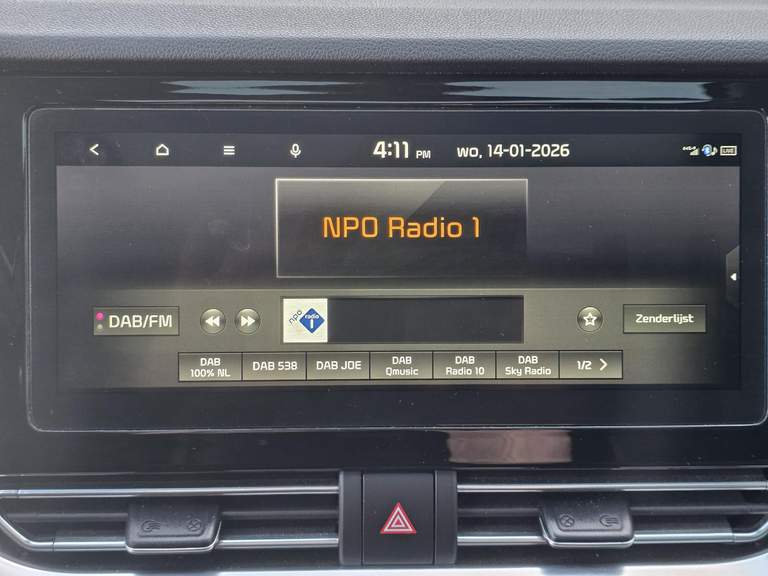 4:11 PM wo, 14-01-2026 LIVE
NPO Radio 1
DAB/FM
npo radio 1
Zenderlijst
DAB 100% NL
DAB 538
DAB JOE
DAB Qmusic
DAB Radio 10
DAB Sky Radio
1/2